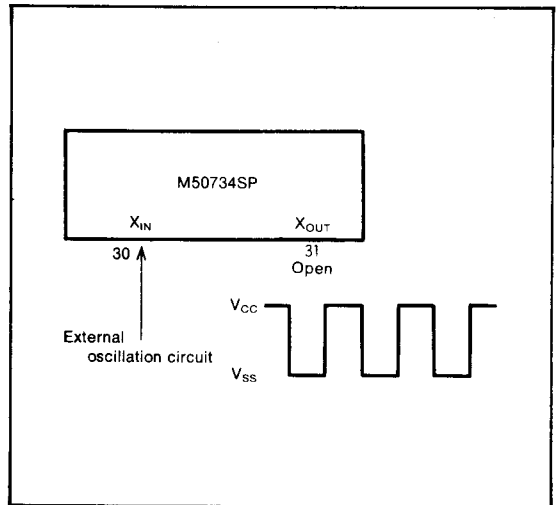 M50734SP
XIN XOUT
30 31
Open
External
oscillation circuit
VCC
VSS